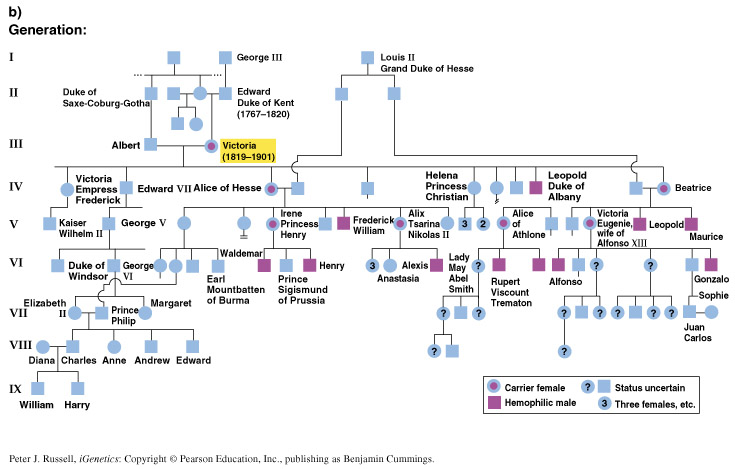 b)
Generation:
I
George III
Louis II
Grand Duke of Hesse
II
Duke of
Saxe-Coburg-Gotha
Edward
Duke of Kent
(1767–1820)
III
Albert
Victoria
(1819–1901)
IV
Victoria
Empress
Frederick
Edward VII
Alice of Hesse
Helena
Princess
Christian
Leopold
Duke of
Albany
Beatrice
V
Kaiser
Wilhelm II
George V
Irene
Princess
Henry
Frederick
William
Alix
Tsarina
Nikolas II
3
2
Alice
of
Athlone
Victoria
Eugenie,
wife of
Alfonso XIII
Leopold
Maurice
VI
Duke of
Windsor
George
VI
Earl
Mountbatten
of Burma
Waldemar
Prince
Sigismund
of Prussia
Henry
3
Anastasia
Alexis
Lady
May
Abel
Smith
?
Rupert
Viscount
Trematon
Alfonso
?
?
Gonzalo
VII
Elizabeth
II
Prince
Philip
Margaret
?
?
?
?
?
?
?
Sophie
Juan
Carlos
VIII
Diana
Charles
Anne
Andrew
Edward
?
?
IX
William
Harry
Carrier female
? Status uncertain
Hemophilic male
3 Three females, etc.
Peter J. Russell, iGenetics: Copyright © Pearson Education, Inc., publishing as Benjamin Cummings.